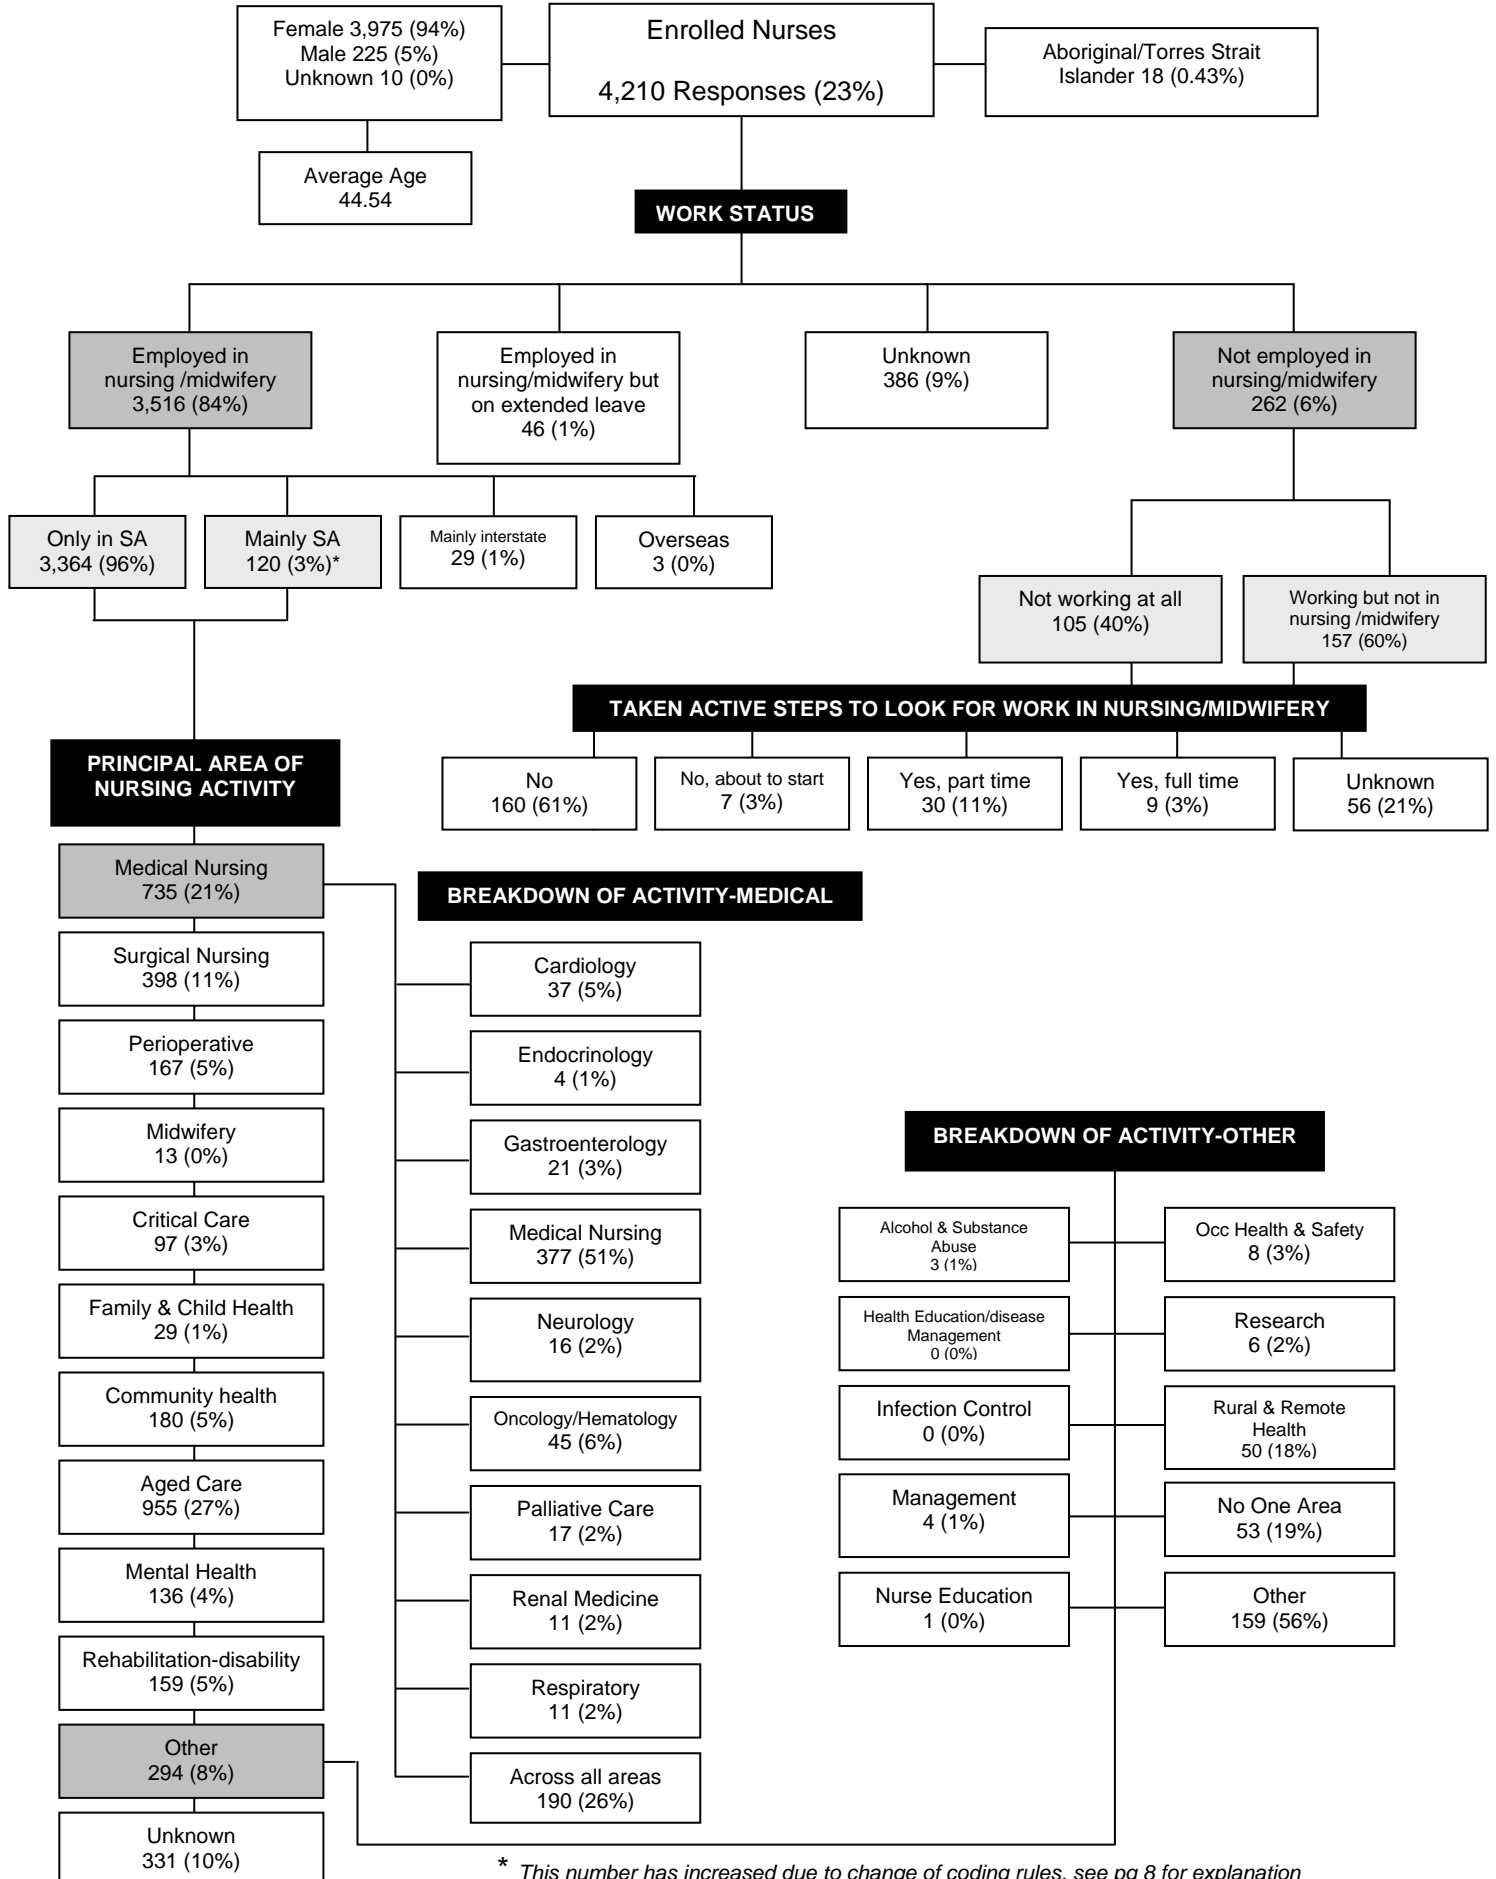 Female 3,975 (94%)
Male 225 (5%)
Unknown 10 (0%)
Enrolled Nurses
4,210 Responses (23%)
Aboriginal/Torres Strait
Islander 18 (0.43%)
Average Age
44.54
WORK STATUS
Employed in
nursing /midwifery
3,516 (84%)
Employed in
nursing/midwifery but
on extended leave
46 (1%)
Unknown
386 (9%)
Not employed in
nursing/midwifery
262 (6%)
Only in SA
3,364 (96%)
Mainly SA
120 (3%)*
Mainly interstate
29 (1%)
Overseas
3 (0%)
Not working at all
105 (40%)
Working but not in
nursing /midwifery
157 (60%)
TAKEN ACTIVE STEPS TO LOOK FOR WORK IN NURSING/MIDWIFERY
No
160 (61%)
No, about to start
7 (3%)
Yes, part time
30 (11%)
Yes, full time
9 (3%)
Unknown
56 (21%)
PRINCIPAL AREA OF
NURSING ACTIVITY
Medical Nursing
735 (21%)
Surgical Nursing
398 (11%)
Perioperative
167 (5%)
Midwifery
13 (0%)
Critical Care
97 (3%)
Family & Child Health
29 (1%)
Community health
180 (5%)
Aged Care
955 (27%)
Mental Health
136 (4%)
Rehabilitation-disability
159 (5%)
Other
294 (8%)
Unknown
331 (10%)
BREAKDOWN OF ACTIVITY-MEDICAL
Cardiology
37 (5%)
Endocrinology
4 (1%)
Gastroenterology
21 (3%)
Medical Nursing
377 (51%)
Neurology
16 (2%)
Oncology/Hematology
45 (6%)
Palliative Care
17 (2%)
Renal Medicine
11 (2%)
Respiratory
11 (2%)
Across all areas
190 (26%)
BREAKDOWN OF ACTIVITY-OTHER
Alcohol & Substance
Abuse
3 (1%)
Health Education/disease
Management
0 (0%)
Infection Control
0 (0%)
Management
4 (1%)
Nurse Education
1 (0%)
Occ Health & Safety
8 (3%)
Research
6 (2%)
Rural & Remote
Health
50 (18%)
No One Area
53 (19%)
Other
159 (56%)
* This number has increased due to change of coding rules, see pg 8 for explanation